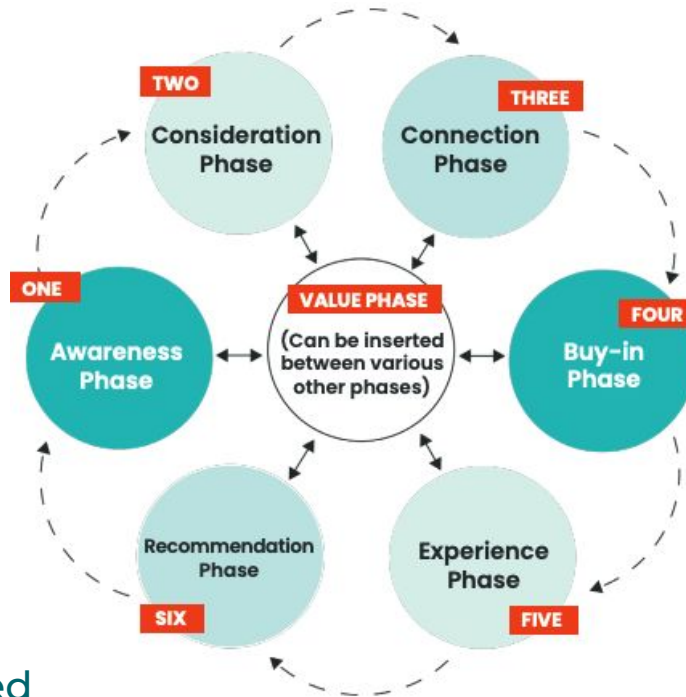 TWO
Consideration
Phase
THREE
Connection
Phase
ONE
Awareness
Phase
VALUE PHASE
(Can be inserted
between various
other phases)
FOUR
Buy-in
Phase
Recommendation
Phase
SIX
Experience
Phase
FIVE